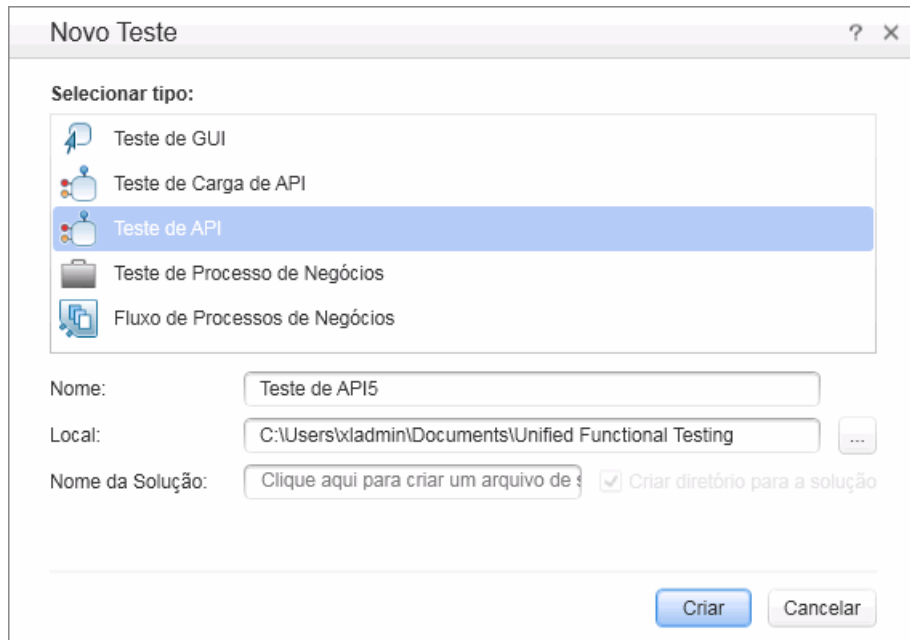 Novo Teste
? ×
Selecionar tipo:
Teste de GUI
Teste de Carga de API
Teste de API
Teste de Processo de Negócios
Fluxo de Processos de Negócios
Nome: Teste de API5
Local: C:\Users\xladmin\Documents\Unified Functional Testing ...
Nome da Solução: Clique aqui para criar um arquivo de Criar diretório para a solução
Criar Cancelar